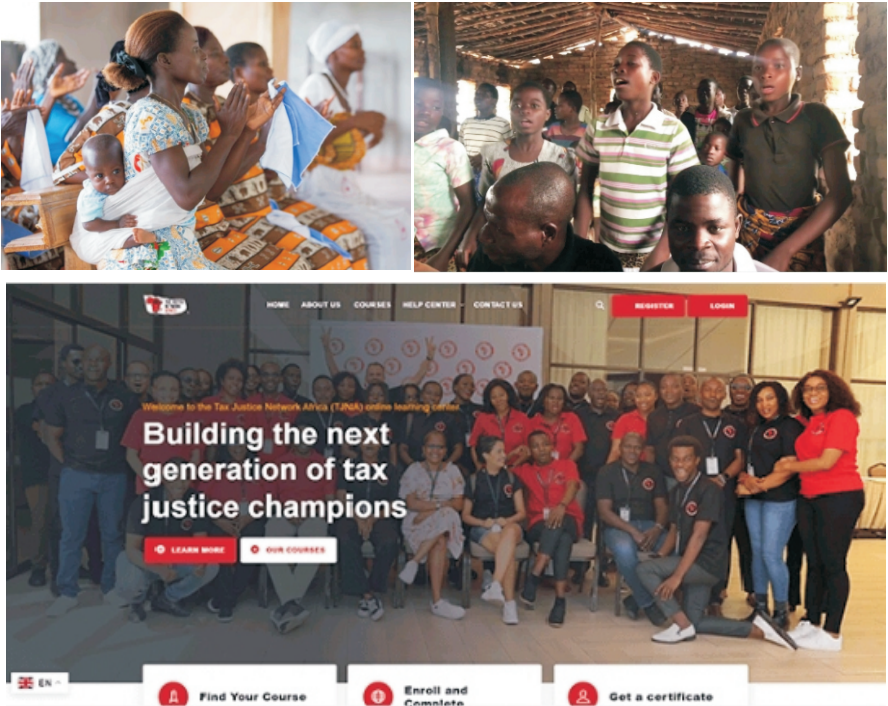 HOME ABOUT US COURSES HELP CENTER CONTACT US REGISTER LOGIN
Welcome to the Tax Justice Network Africa (TJNA) online learning center.
Building the next
generation of tax
justice champions
LEARN MORE OUR COURSES
EN
Find Your Course
Enroll and
Complete
Get a certificate